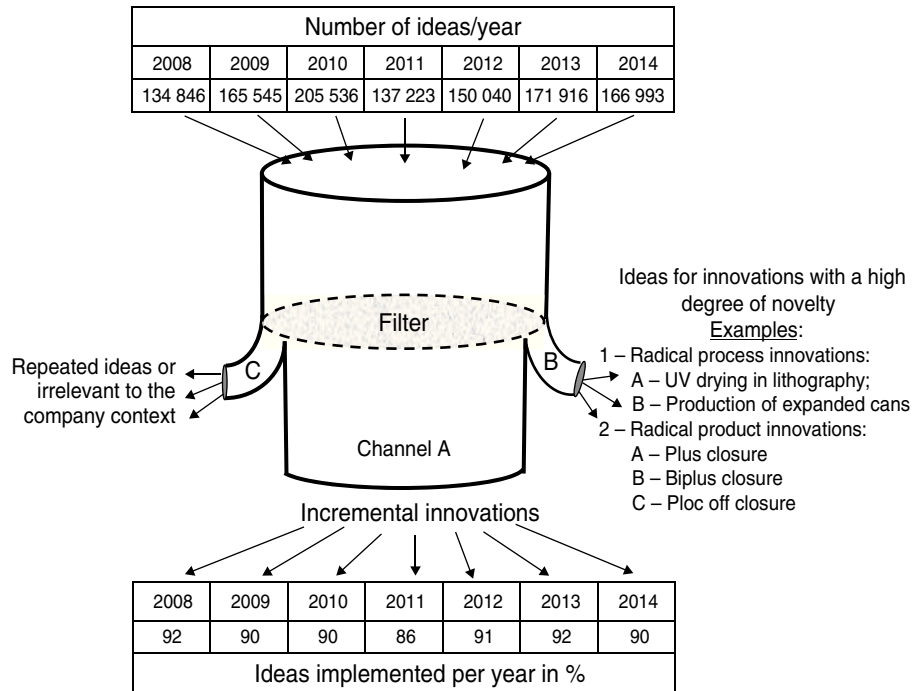 Number of ideas/year
2008 2009 2010 2011 2012 2013 2014
134 846 165 545 205 536 137 223 150 040 171 916 166 993
Filter
C
B
Repeated ideas or
irrelevant to the
company context
Ideas for innovations with a high
degree of novelty
Examples:
1 – Radical process innovations:
A – UV drying in lithography;
B – Production of expanded cans
2 – Radical product innovations:
A – Plus closure
B – Biplus closure
C – Ploc off closure
Channel A
Incremental innovations
2008 2009 2010 2011 2012 2013 2014
92 90 90 86 91 92 90
Ideas implemented per year in %